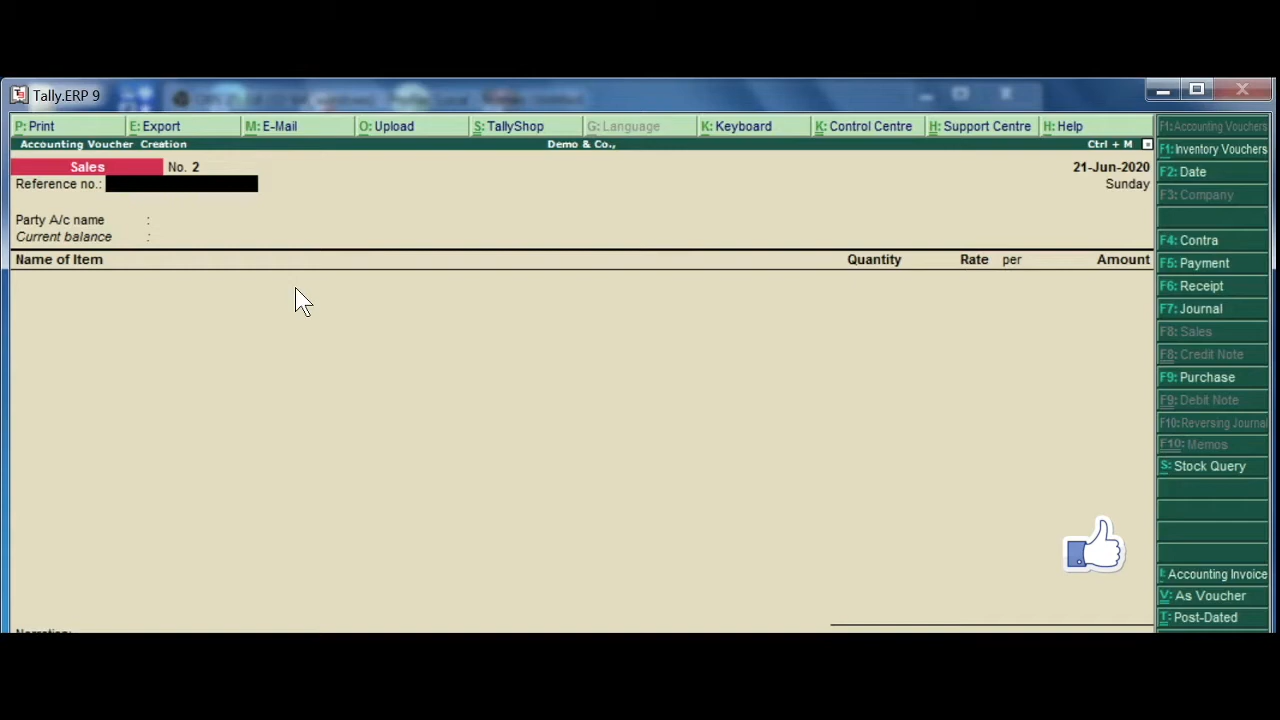 Tally.ERP 9
P: Print E: Export M: E-Mail O: Upload S: TallyShop G: Language K: Keyboard K: Control Centre H: Support Centre H: Help
Accounting Voucher Creation Demo & Co., Ctrl + M
Sales No. 2 21-Jun-2020
Reference no.: Sunday
Party A/c name :
Current balance :
Name of Item Quantity Rate per Amount
F1: Accounting Vouchers
F1: Inventory Vouchers
F2: Date
F3: Company
F4: Contra
F5: Payment
F6: Receipt
F7: Journal
F8: Sales
F8: Credit Note
F9: Purchase
F9: Debit Note
F10: Reversing Journal
F10: Memos
S: Stock Query
I: Accounting Invoice
V: As Voucher
T: Post-Dated